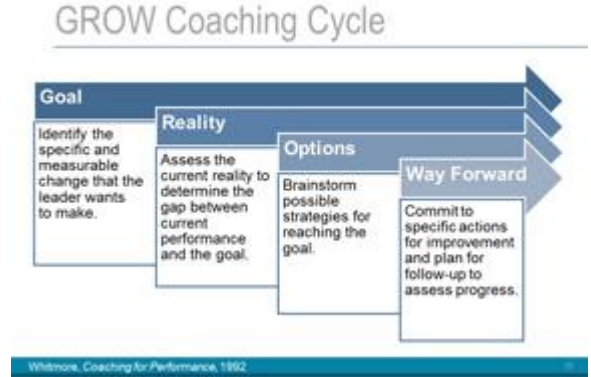 GROW Coaching Cycle
Goal
Identify the
specific and
measurable
change that the
leader wants
to make.
Reality
Assess the
current reality to
determine the
gap between
current
performance
and the goal.
Options
Brainstorm
possible
strategies for
reaching the
goal.
Way Forward
Commit to
specific actions
for improvement
and plan for
follow-up to
assess progress.
Whitmore, Coaching for Performance, 1992